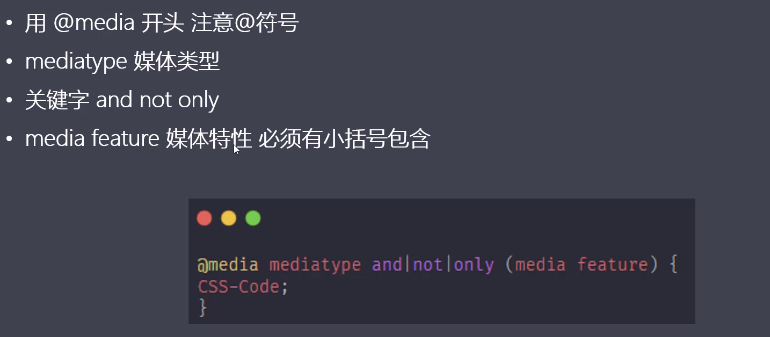 • 用 @media 开头 注意@符号
• mediatype 媒体类型
• 关键字 and not only
• media feature 媒体特性 必须有小括号包含
@media mediatype and|not|only (media feature) {
CSS-Code;
}